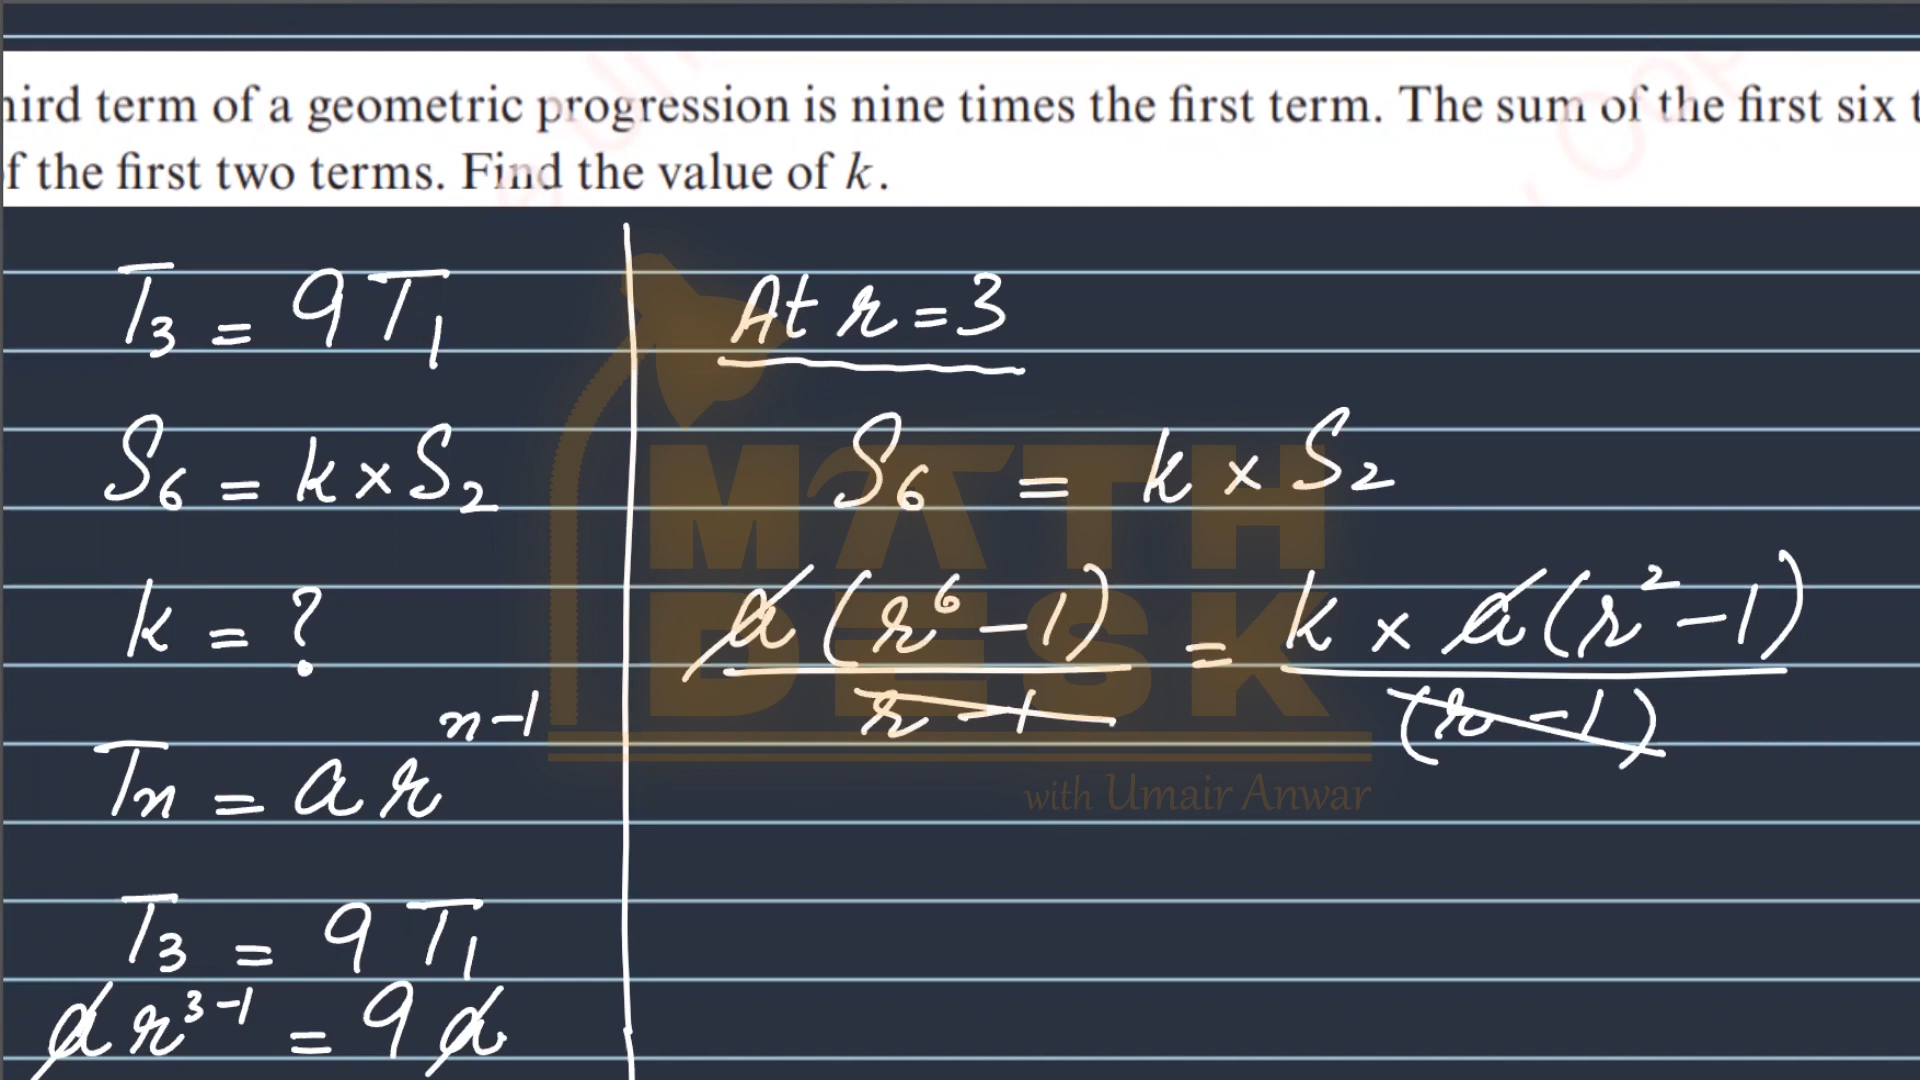 hird term of a geometric progression is nine times the first term. The sum of the first six t
f the first two terms. Find the value of k.
T₃ = 9T₁
S₆ = k×S₂
k = ?
Tn = ar^(n-1)
T₃ = 9T₁
ar^(3-1) = 9a
At r = 3
S₆ = k×S₂
a(r⁶-1)/(r-1) = k × a(r²-1)/(r-1)
MATH
DESK
with Umair Anwar